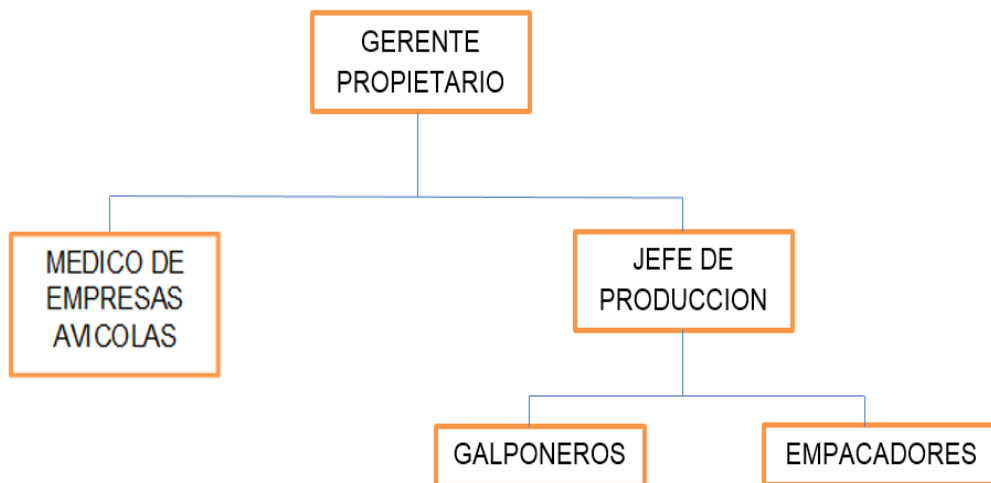 GERENTE
PROPIETARIO
MEDICO DE
EMPRESAS
AVICOLAS
JEFE DE
PRODUCCION
GALPONEROS
EMPACADORES